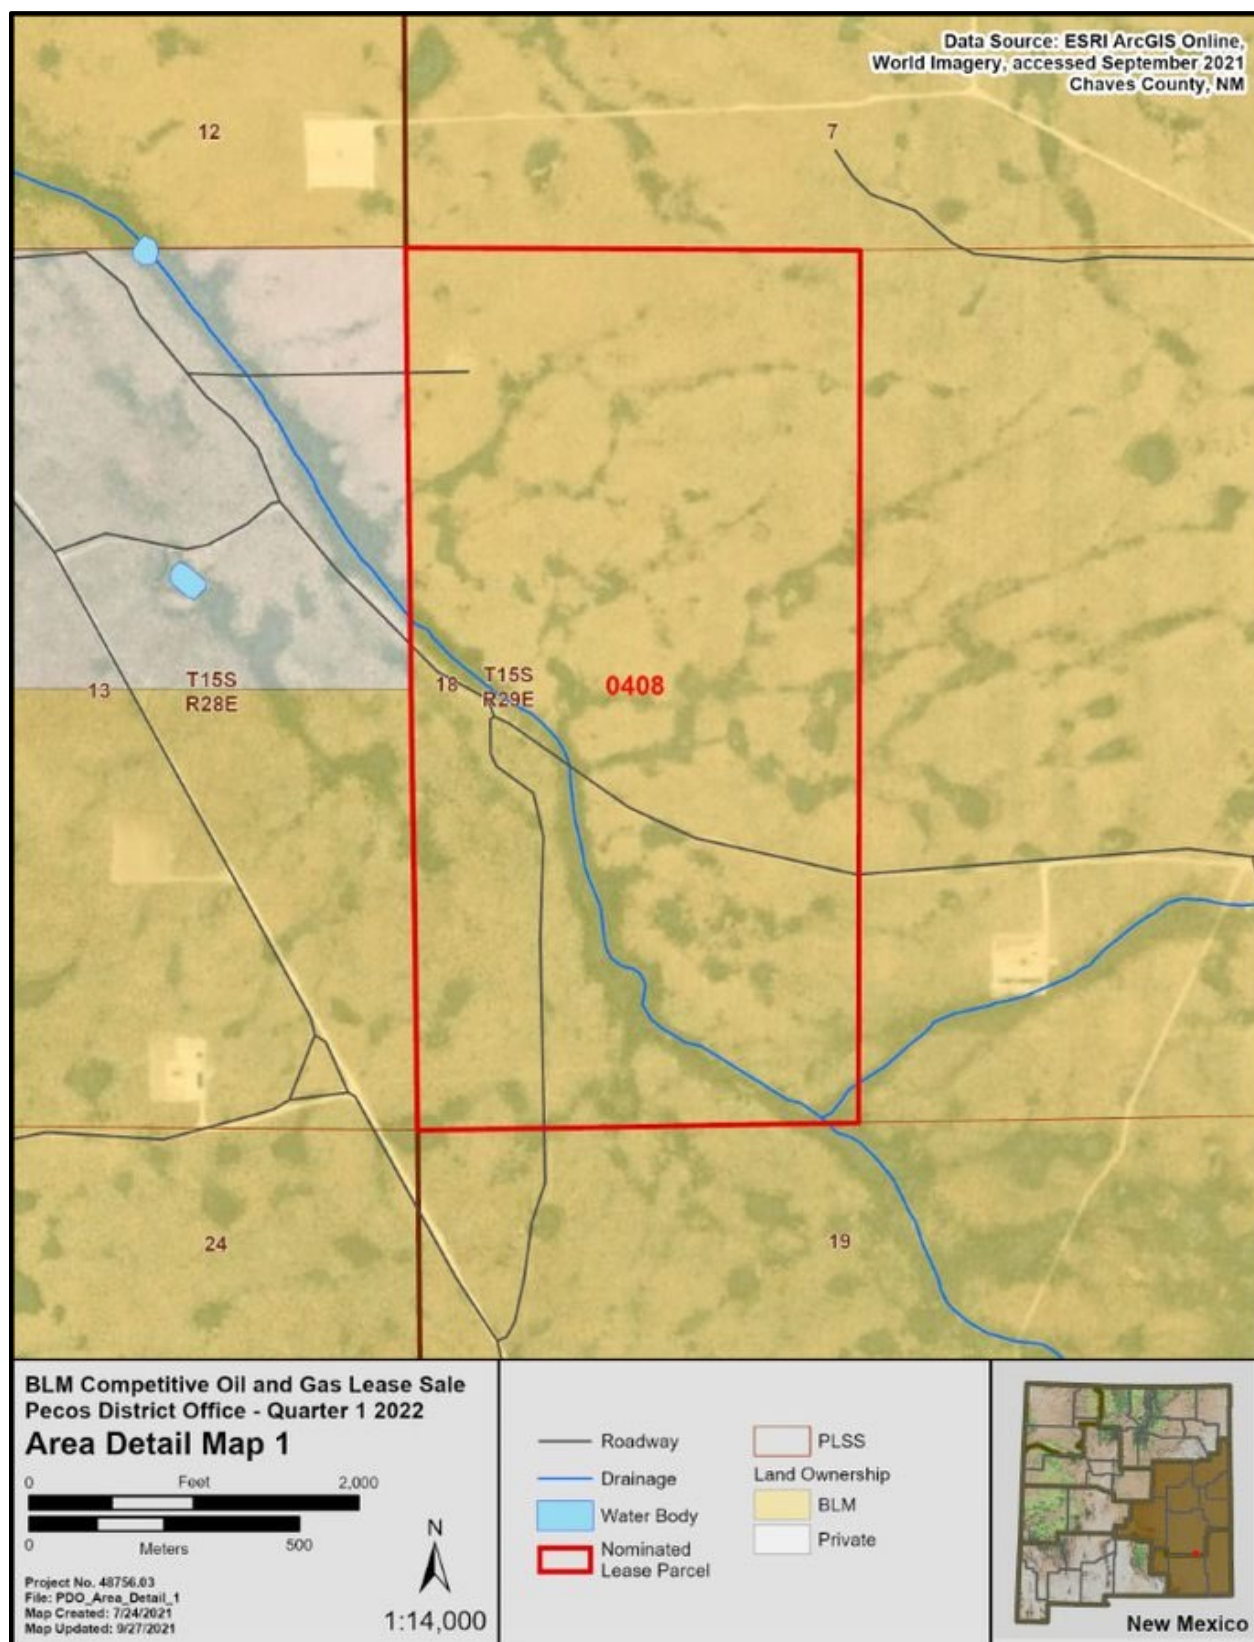 Data Source: ESRI ArcGIS Online,
World Imagery, accessed September 2021
Chaves County, NM
12
7
T15S
R28E
13
18
T15S
R29E
0408
24
19
BLM Competitive Oil and Gas Lease Sale
Pecos District Office - Quarter 1 2022
Area Detail Map 1
0 Feet 2,000
0 Meters 500
Project No. 48756.03
File: PDO_Area_Detail_1
Map Created: 7/24/2021
Map Updated: 9/27/2021
N
1:14,000
Roadway
Drainage
Water Body
Nominated
Lease Parcel
PLSS
Land Ownership
BLM
Private
New Mexico